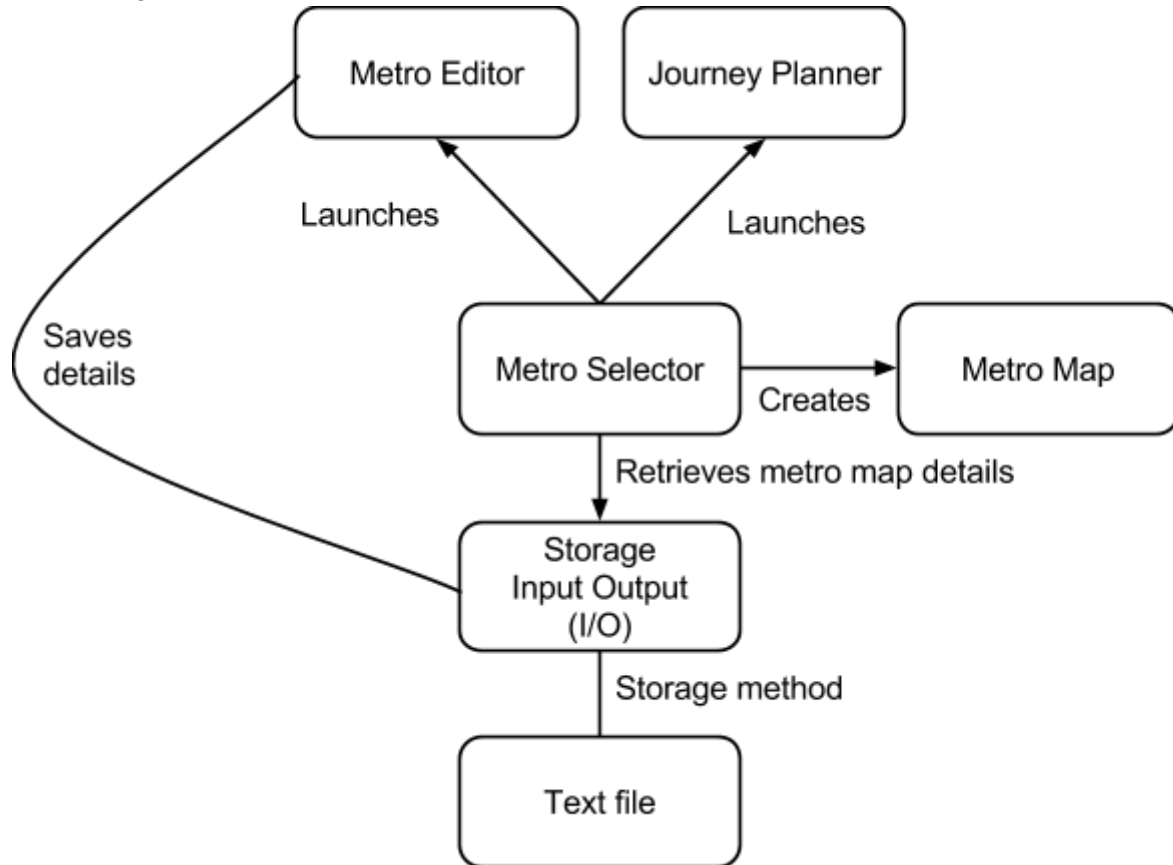 Metro Editor
Journey Planner
Launches
Launches
Saves
details
Metro Selector
Creates
Metro Map
Retrieves metro map details
Storage
Input Output
(I/O)
Storage method
Text file